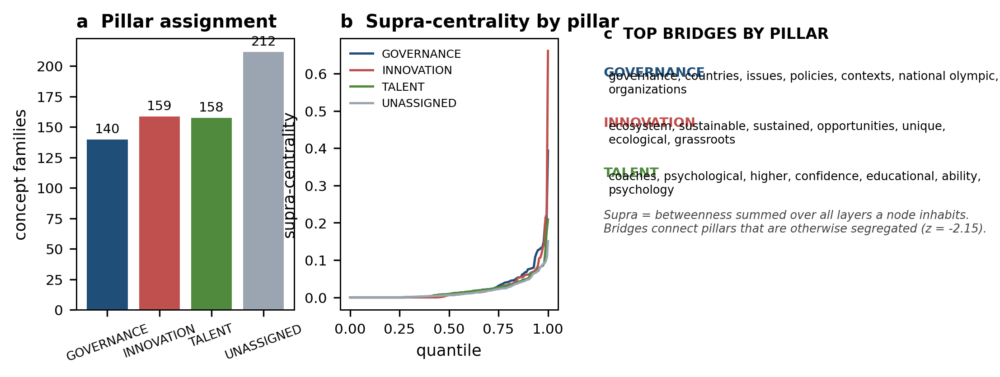 a Pillar assignment
concept families
200
175
150
125
100
75
50
25
0
140
159
158
212
GOVERNANCE
INNOVATION
TALENT
UNASSIGNED
b Supra-centrality by pillar
supra-centrality
0.6
0.5
0.4
0.3
0.2
0.1
0.0
GOVERNANCE
INNOVATION
TALENT
UNASSIGNED
0.00 0.25 0.50 0.75 1.00
quantile
c TOP BRIDGES BY PILLAR
GOVERNANCE
governance, countries, issues, policies, contexts, national olympic,
organizations
INNOVATION
ecosystem, sustainable, sustained, opportunities, unique,
ecological, grassroots
TALENT
coaches, psychological, higher, confidence, educational, ability,
psychology
Supra = betweenness summed over all layers a node inhabits.
Bridges connect pillars that are otherwise segregated (z = -2.15).